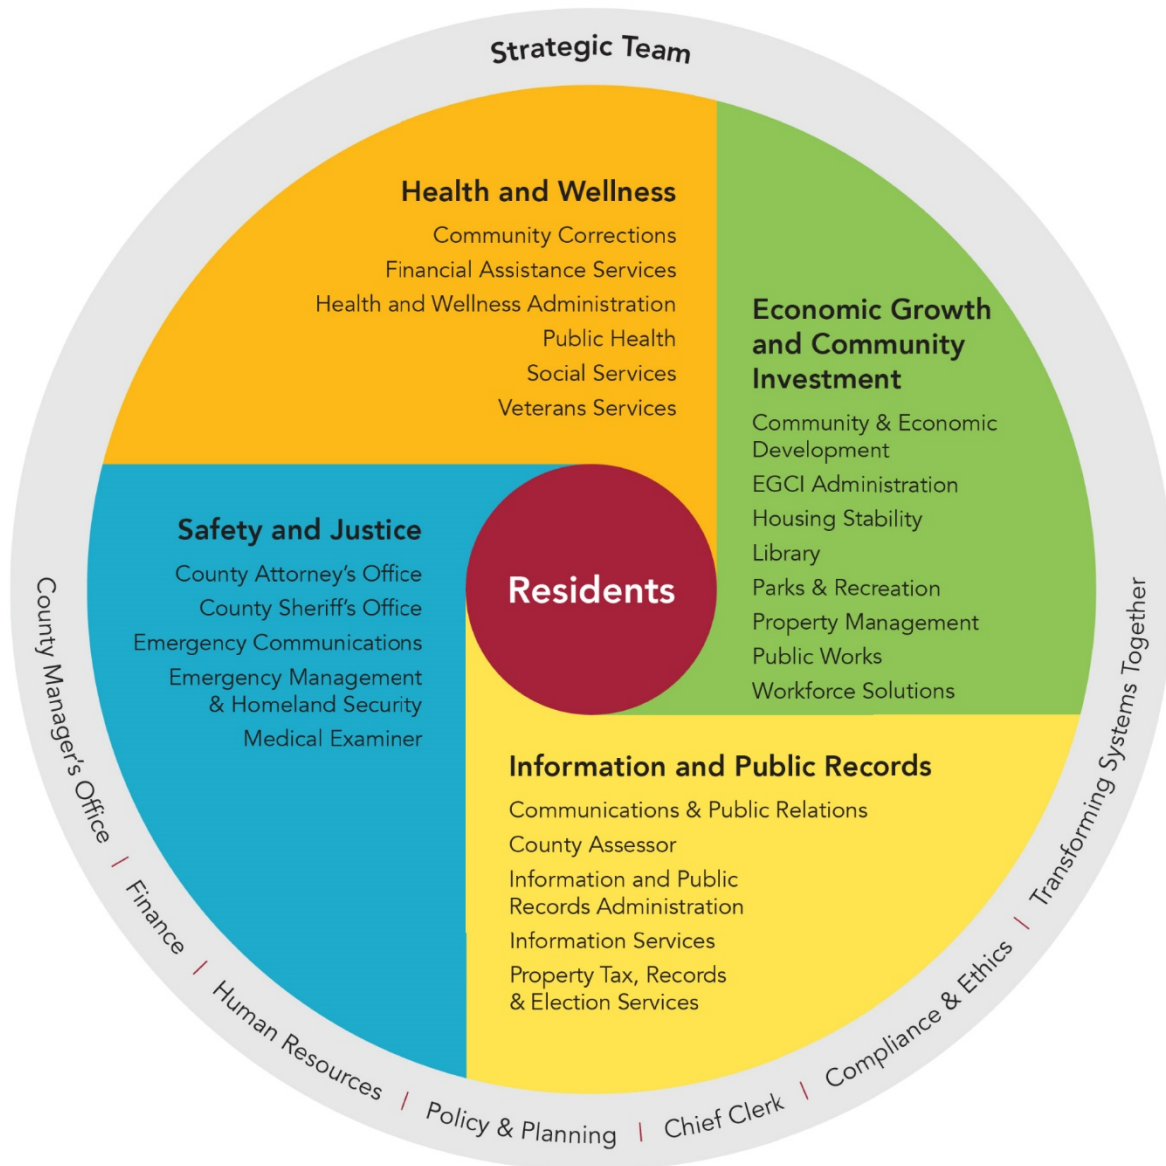 Strategic Team
Health and Wellness
Community Corrections
Financial Assistance Services
Health and Wellness Administration
Public Health
Social Services
Veterans Services
Economic Growth
and Community
Investment
Community & Economic
Development
EGCI Administration
Housing Stability
Library
Parks & Recreation
Property Management
Public Works
Workforce Solutions
Safety and Justice
County Attorney’s Office
County Sheriff’s Office
Emergency Communications
Emergency Management
& Homeland Security
Medical Examiner
Residents
Information and Public Records
Communications & Public Relations
County Assessor
Information and Public
Records Administration
Information Services
Property Tax, Records
& Election Services
County Manager’s Office | Finance | Human Resources | Policy & Planning | Chief Clerk | Compliance & Ethics | Transforming Systems Together